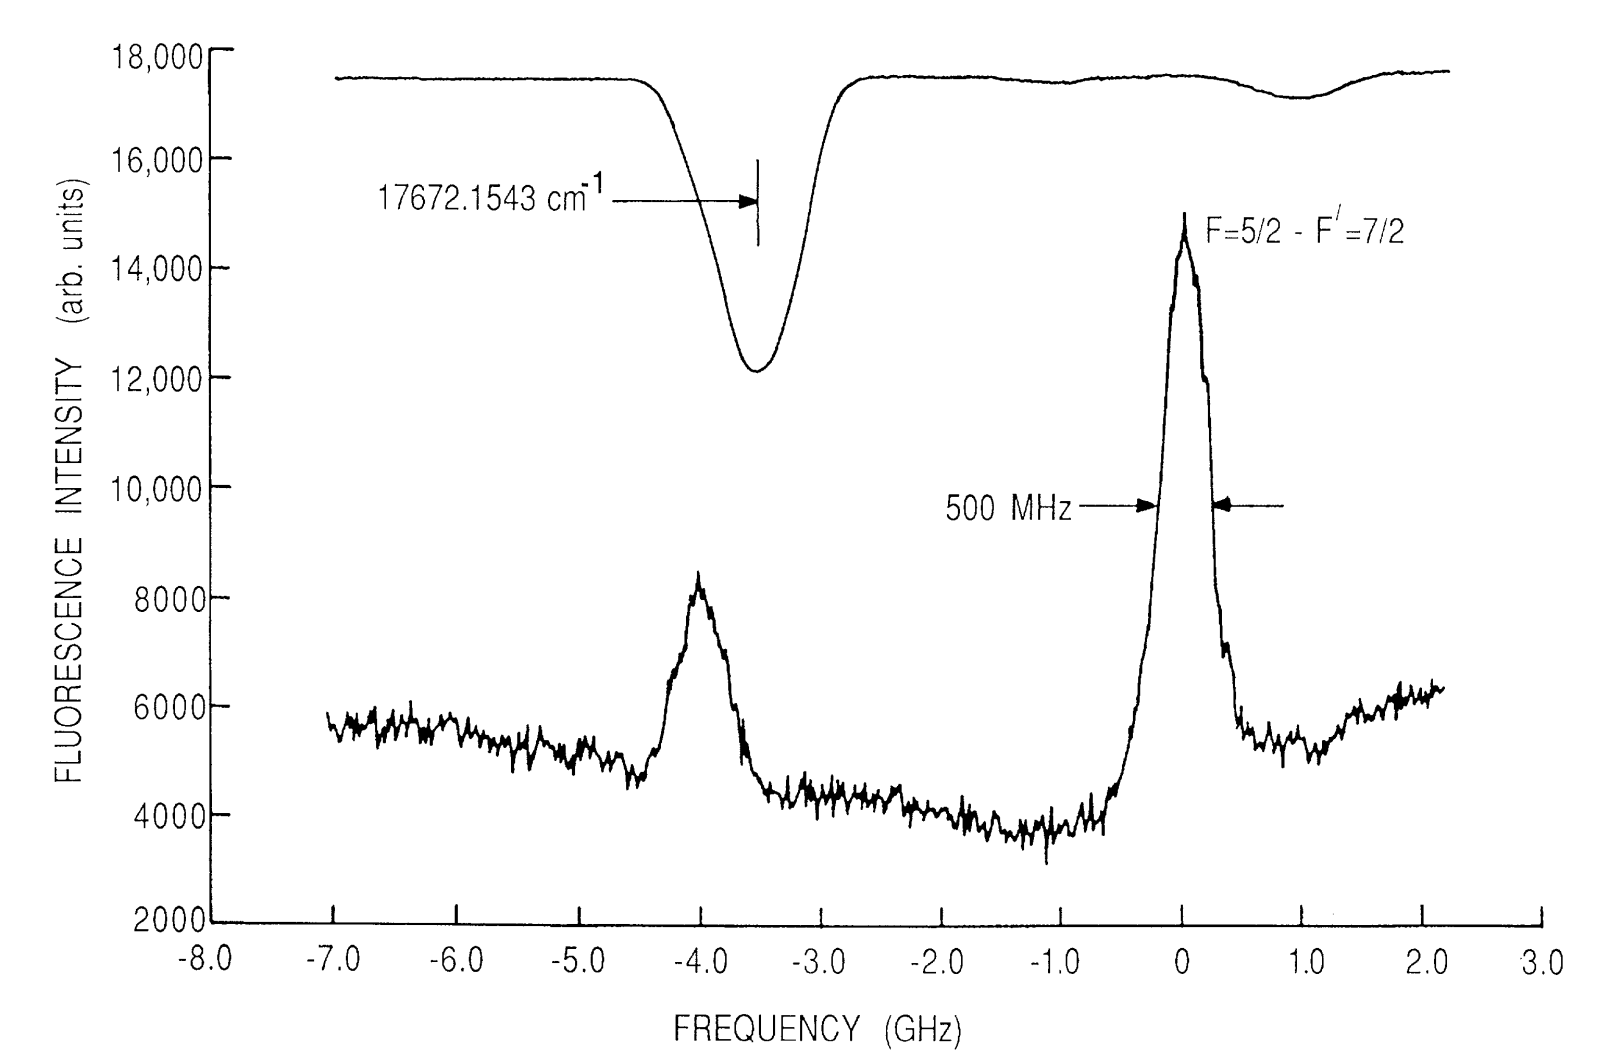 18,000
16,000
14,000
12,000
10,000
8000
6000
4000
2000
FLUORESCENCE INTENSITY (arb. units)
17672.1543 cm-1
F=5/2 - F/=7/2
500 MHz
-8.0 -7.0 -6.0 -5.0 -4.0 -3.0 -2.0 -1.0 0 1.0 2.0 3.0
FREQUENCY (GHz)